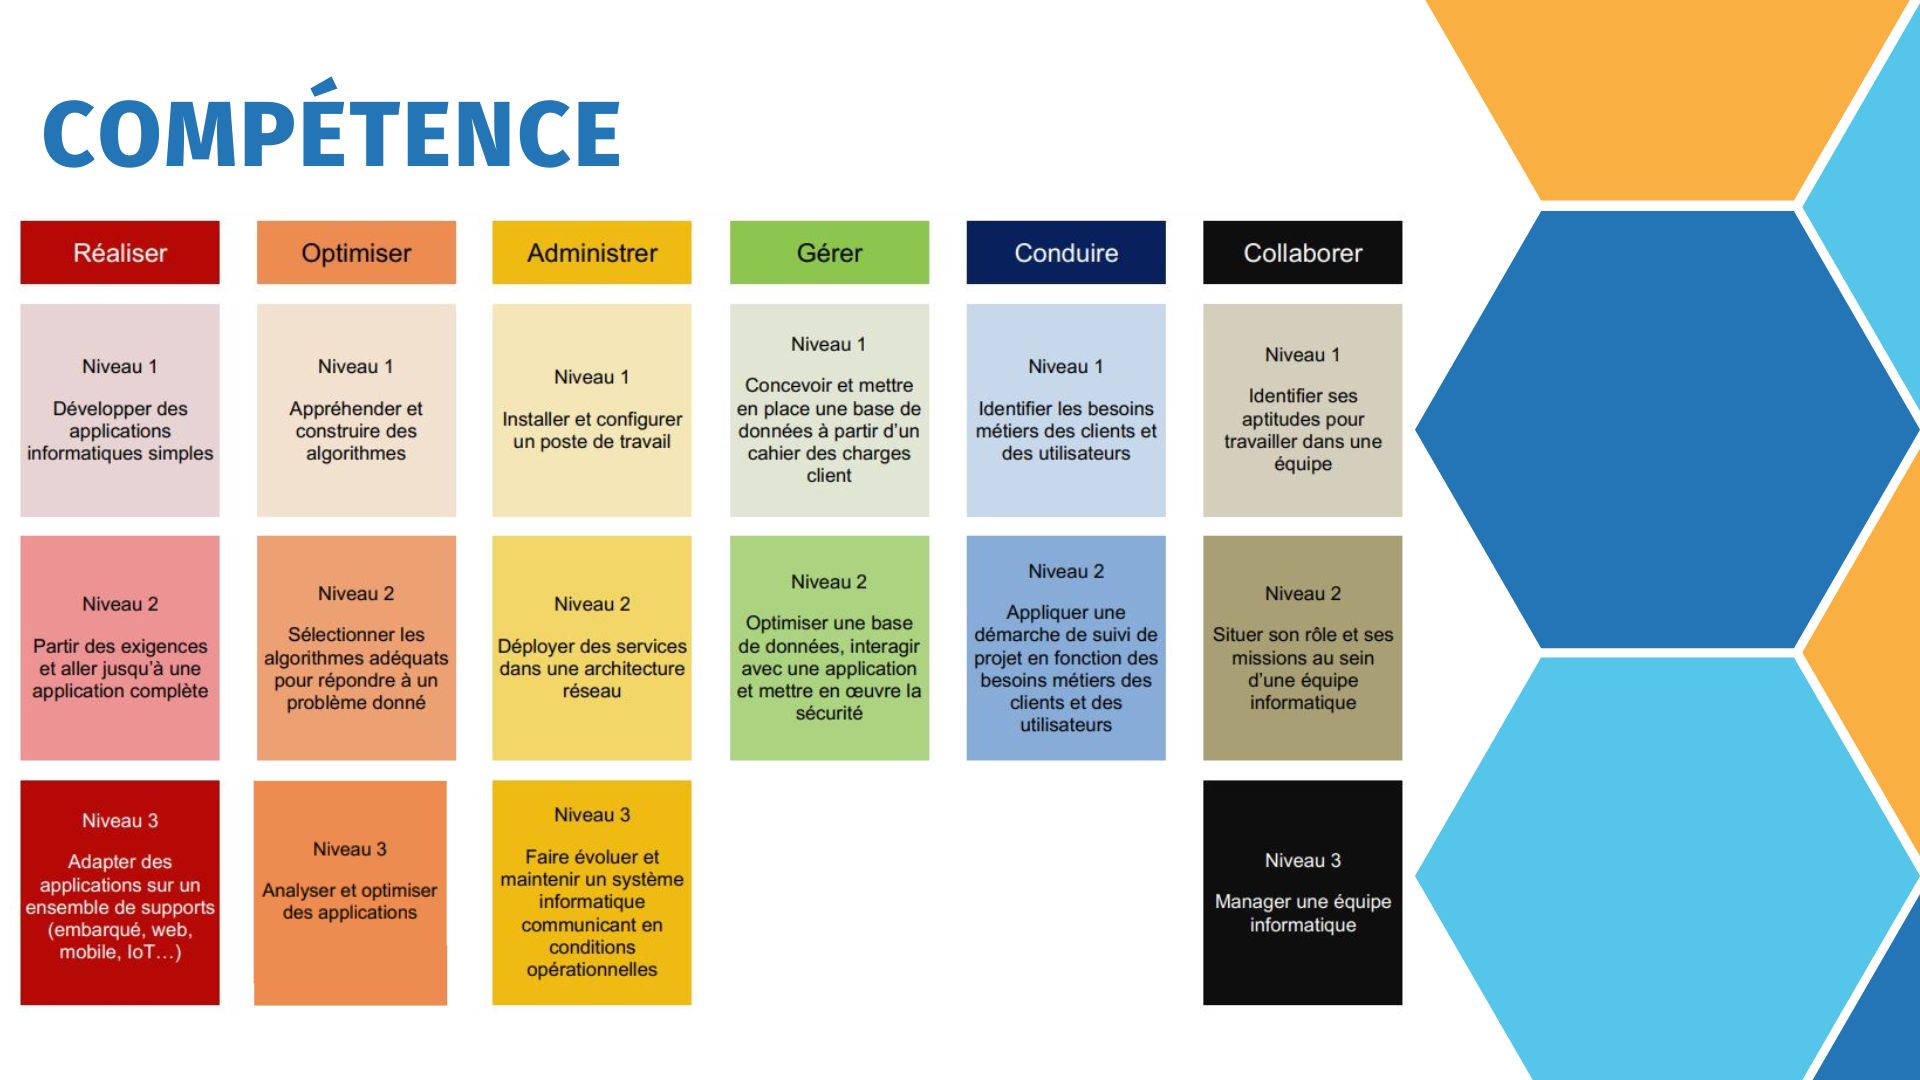 COMPÉTENCE
Réaliser
Optimiser
Administrer
Gérer
Conduire
Collaborer
Niveau 1
Développer des
applications
informatiques simples
Niveau 1
Appréhender et
construire des
algorithmes
Niveau 1
Installer et configurer
un poste de travail
Niveau 1
Concevoir et mettre
en place une base de
données à partir d'un
cahier des charges
client
Niveau 1
Identifier les besoins
métiers des clients et
des utilisateurs
Niveau 1
Identifier ses
aptitudes pour
travailler dans une
équipe
Niveau 2
Partir des exigences
et aller jusqu'à une
application complète
Niveau 2
Sélectionner les
algorithmes adéquats
pour répondre à un
problème donné
Niveau 2
Déployer des services
dans une architecture
réseau
Niveau 2
Optimiser une base
de données, interagir
avec une application
et mettre en œuvre la
sécurité
Niveau 2
Appliquer une
démarche de suivi de
projet en fonction des
besoins métiers des
clients et des
utilisateurs
Niveau 2
Situer son rôle et ses
missions au sein
d'une équipe
informatique
Niveau 3
Adapter des
applications sur un
ensemble de supports
(embarqué, web,
mobile, IoT…)
Niveau 3
Analyser et optimiser
des applications
Niveau 3
Faire évoluer et
maintenir un système
informatique
communicant en
conditions
opérationnelles
Niveau 3
Manager une équipe
informatique